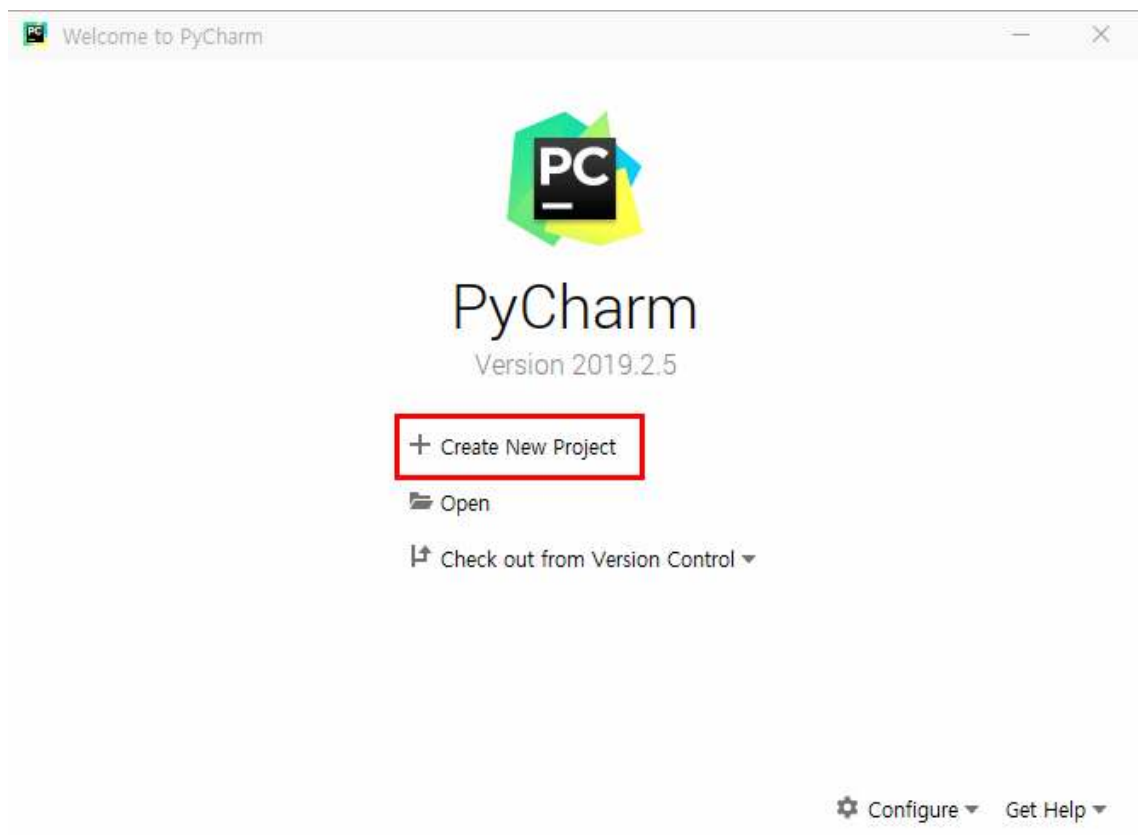 PC
Welcome to PyCharm
PC
PyCharm
Version 2019.2.5
Create New Project
Open
Check out from Version Control
Configure Get Help